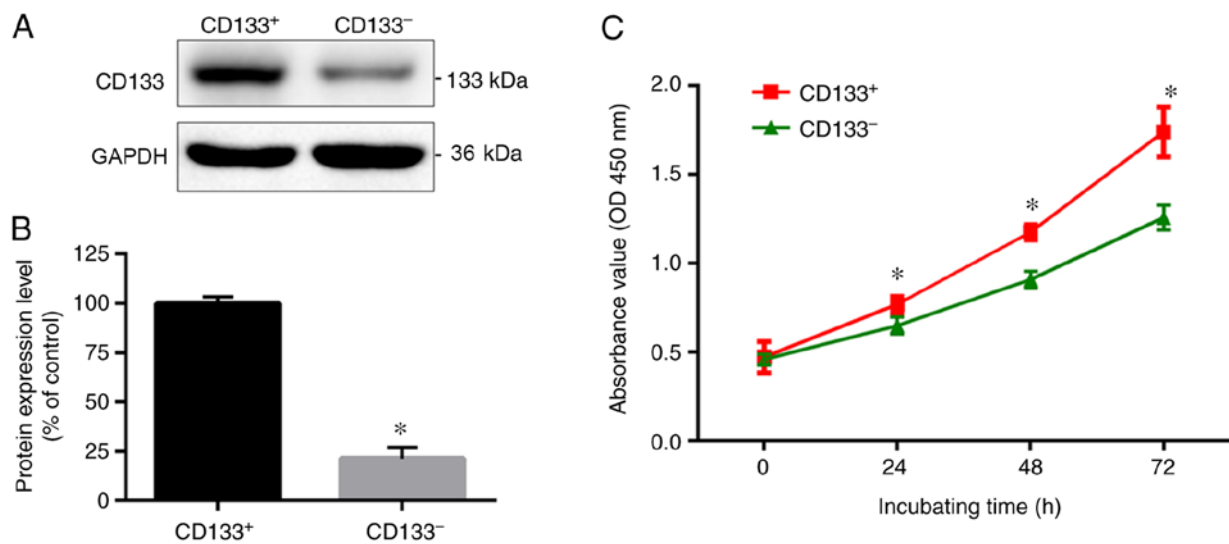 A
CD133⁺ CD133⁻
CD133
-133 kDa
GAPDH
- 36 kDa
B
Protein expression level
(% of control)
125
100
75
50
25
0
*
CD133⁺ CD133⁻
C
CD133⁺
CD133⁻
Absorbance value (OD 450 nm)
2.0
1.5
1.0
0.5
0.0
* * * 
0 24 48 72
Incubating time (h)